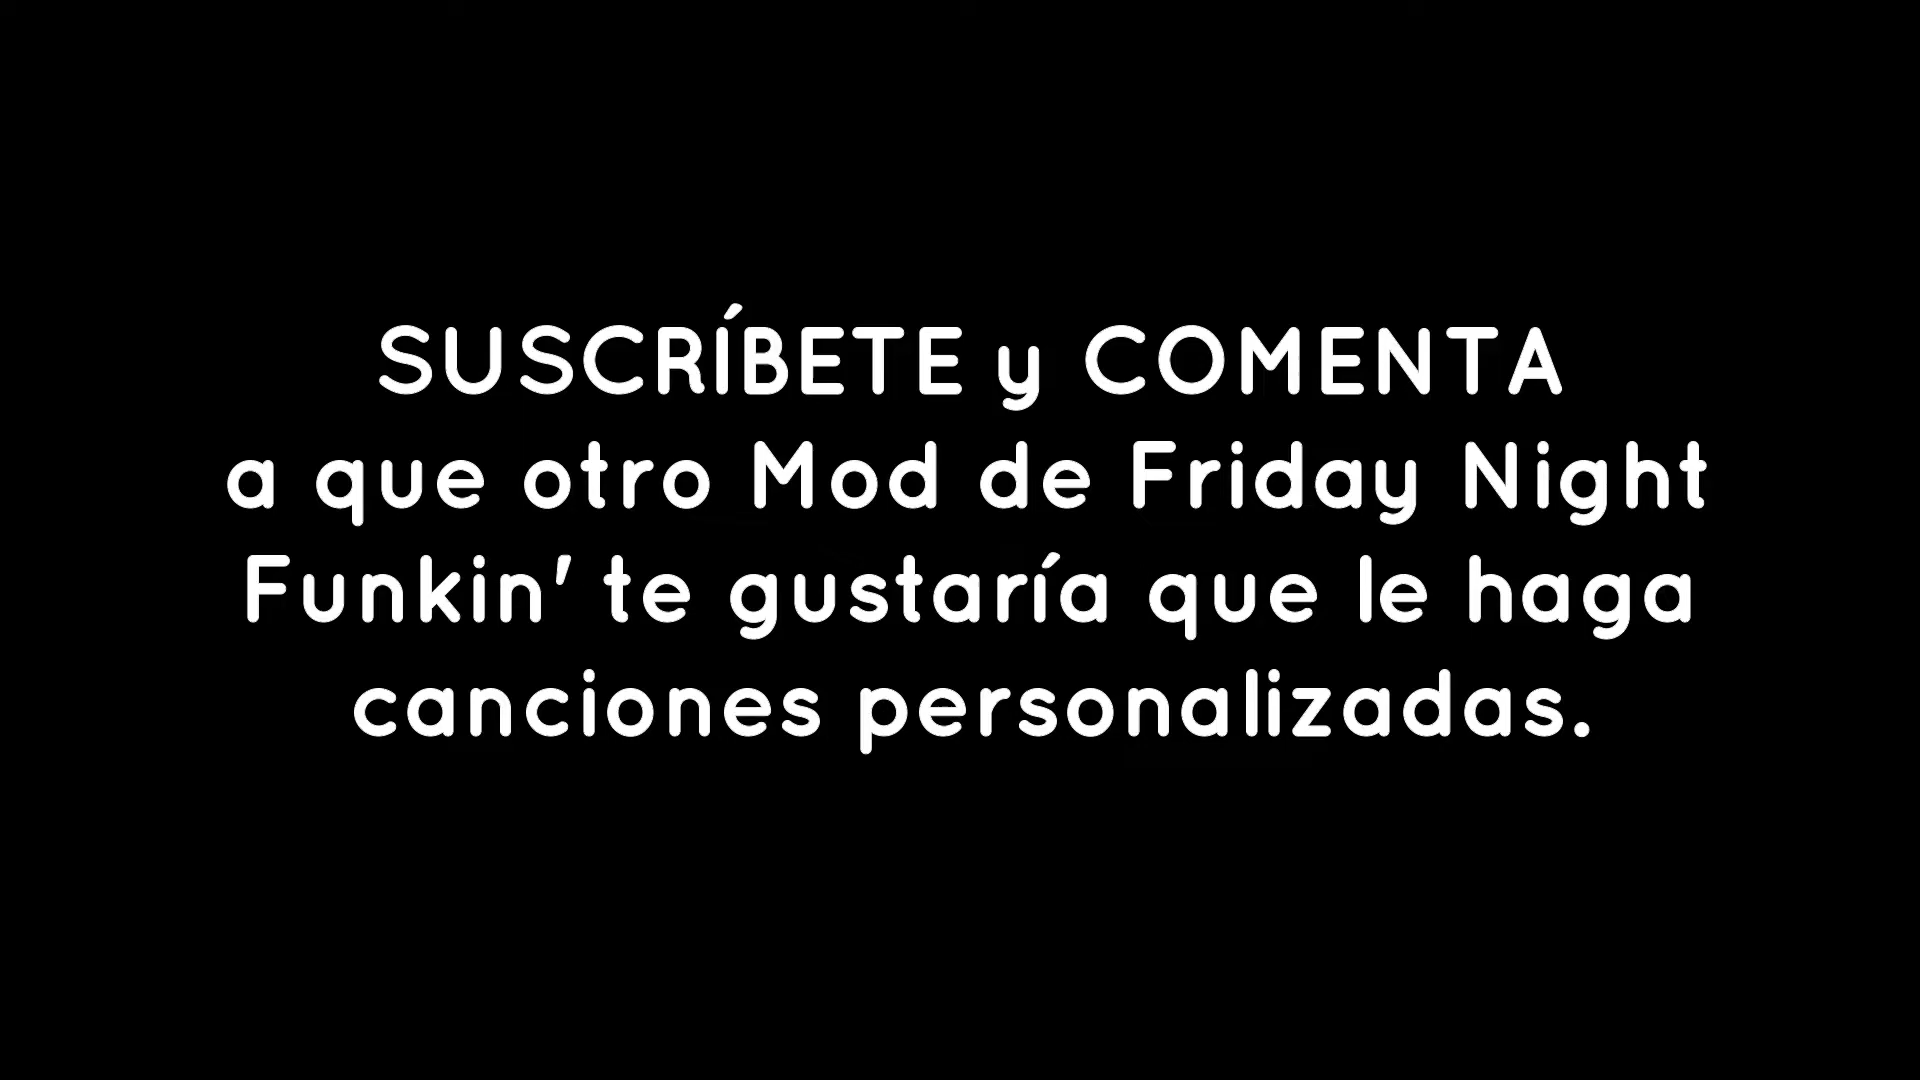 SUSCRÍBETE y COMENTA
a que otro Mod de Friday Night
Funkin' te gustaría que le haga
canciones personalizadas.